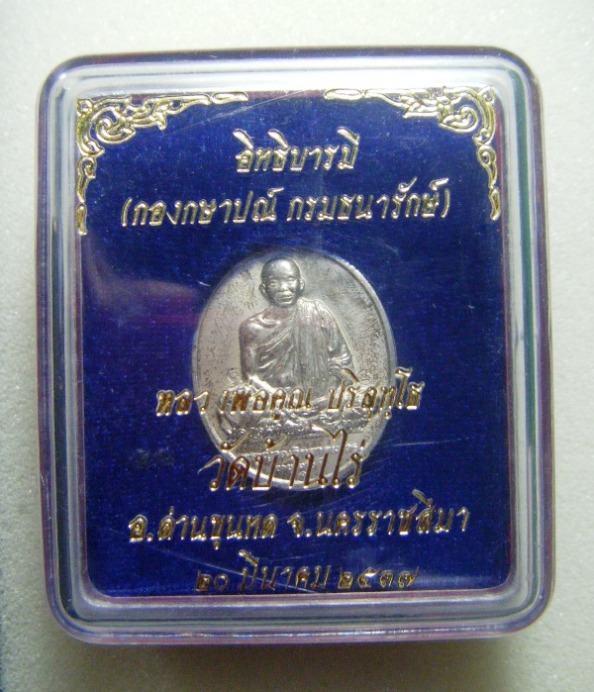 อิทธิบารมี
(กองกษาปณ์ กรมธนารักษ์)
หลวงพ่อคูณ ปริสุทฺโธ
วัดบ้านไร่
อ.ด่านขุนทด จ.นครราชสีมา
๒๐ มีนาคม ๒๕๓๗